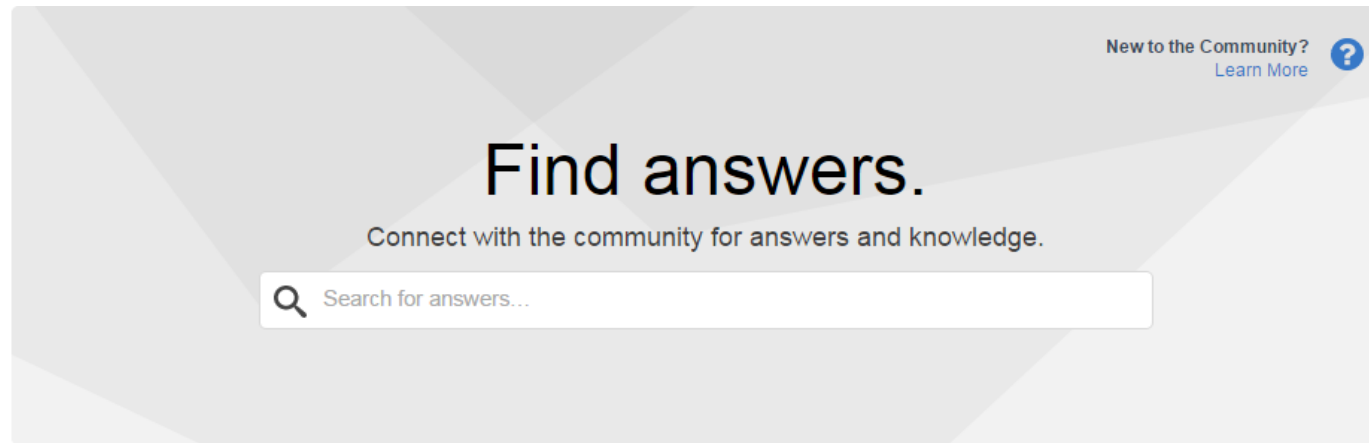 New to the Community?
Learn More
?
Find answers.
Connect with the community for answers and knowledge.
Search for answers...